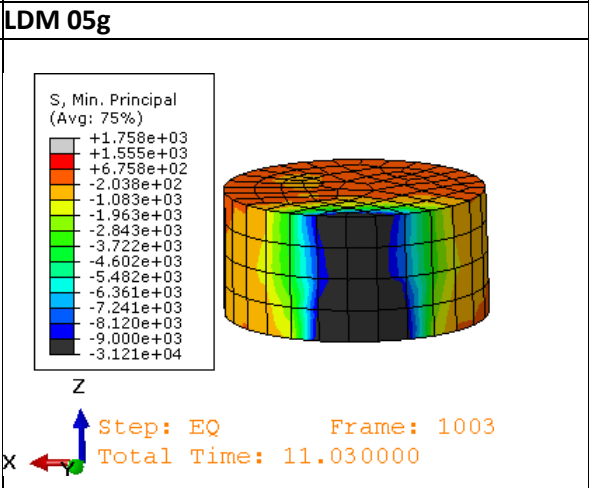 LDM 05g
S, Min. Principal
(Avg: 75%)
+1.758e+03
+1.555e+03
+6.758e+02
-2.038e+02
-1.083e+03
-1.963e+03
-2.843e+03
-3.722e+03
-4.602e+03
-5.482e+03
-6.361e+03
-7.241e+03
-8.120e+03
-9.000e+03
-3.121e+04
Z
X
Y
Step: EQ Frame: 1003
Total Time: 11.030000